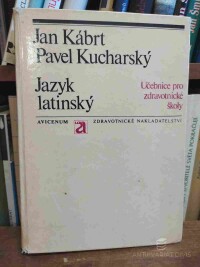 Jan Kábrt
Pavel Kucharský
Jazyk
latinský
Učebnice pro
zdravotnické
školy
AVICENUM
a
ZDRAVOTNICKÉ NAKLADATELSTVÍ